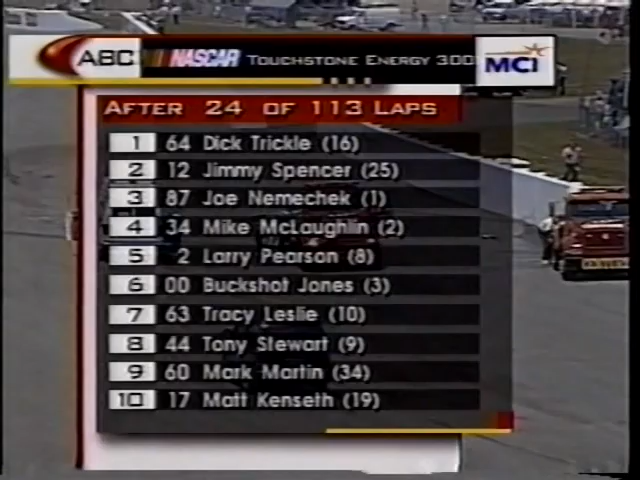 ABC NASCAR TOUCHSTONE ENERGY 300 MCI
AFTER 24 OF 113 LAPS
1 64 Dick Trickle (16)
2 12 Jimmy Spencer (25)
3 87 Joe Nemechek (1)
4 34 Mike McLaughlin (2)
5 2 Larry Pearson (8)
6 00 Buckshot Jones (3)
7 63 Tracy Leslie (10)
8 44 Tony Stewart (9)
9 60 Mark Martin (34)
10 17 Matt Kenseth (19)